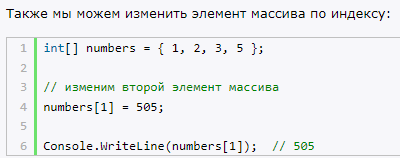 Также мы можем изменить элемент массива по индексу:
1 int[] numbers = { 1, 2, 3, 5 };
2
3 // изменим второй элемент массива
4 numbers[1] = 505;
5
6 Console.WriteLine(numbers[1]);  // 505